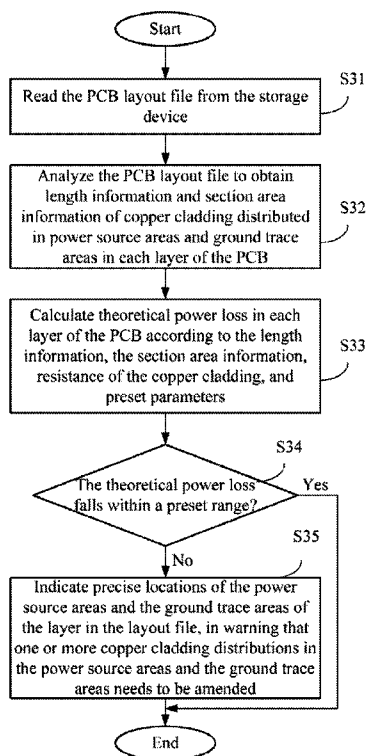 Start
S31
Read the PCB layout file from the storage
device
S32
Analyze the PCB layout file to obtain
length information and section area
information of copper cladding distributed
in power source areas and ground trace
areas in each layer of the PCB
S33
Calculate theoretical power loss in each
layer of the PCB according to the length
information, the section area information,
resistance of the copper cladding, and
preset parameters
S34
The theoretical power loss
falls within a preset range?
Yes
No
S35
Indicate precise locations of the power
source areas and the ground trace areas of
the layer in the layout file, in warning that
one or more copper cladding distributions in
the power source areas and the ground trace
areas needs to be amended
End